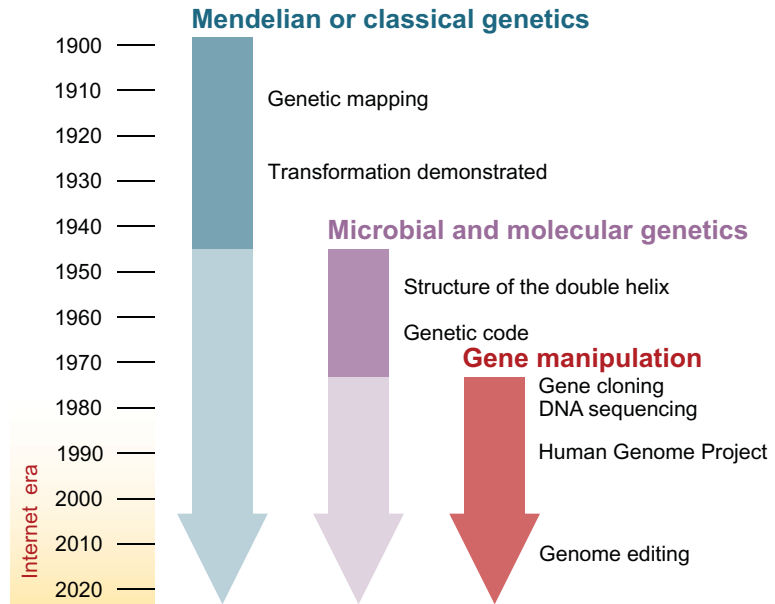 Mendelian or classical genetics
1900
1910
Genetic mapping
1920
Transformation demonstrated
1930
1940
Microbial and molecular genetics
1950
Structure of the double helix
1960
Genetic code
1970
Gene manipulation
Gene cloning
1980
DNA sequencing
1990
Human Genome Project
2000
2010
Genome editing
2020
Internet era